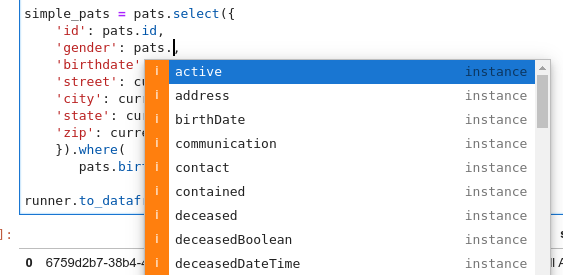 simple_pats = pats.select({
'id': pats.id,
'gender': pats.,
'birthdate'
'street': cu
'city': curr
'state': cu
'zip': curre
}).where(
pats.bir
runner.to_dataf
i active instance
i address instance
i birthDate instance
i communication instance
i contact instance
i contained instance
i deceased instance
i deceasedBoolean instance
i deceasedDateTime instance
]:
0 6759d2b7-38b4-4